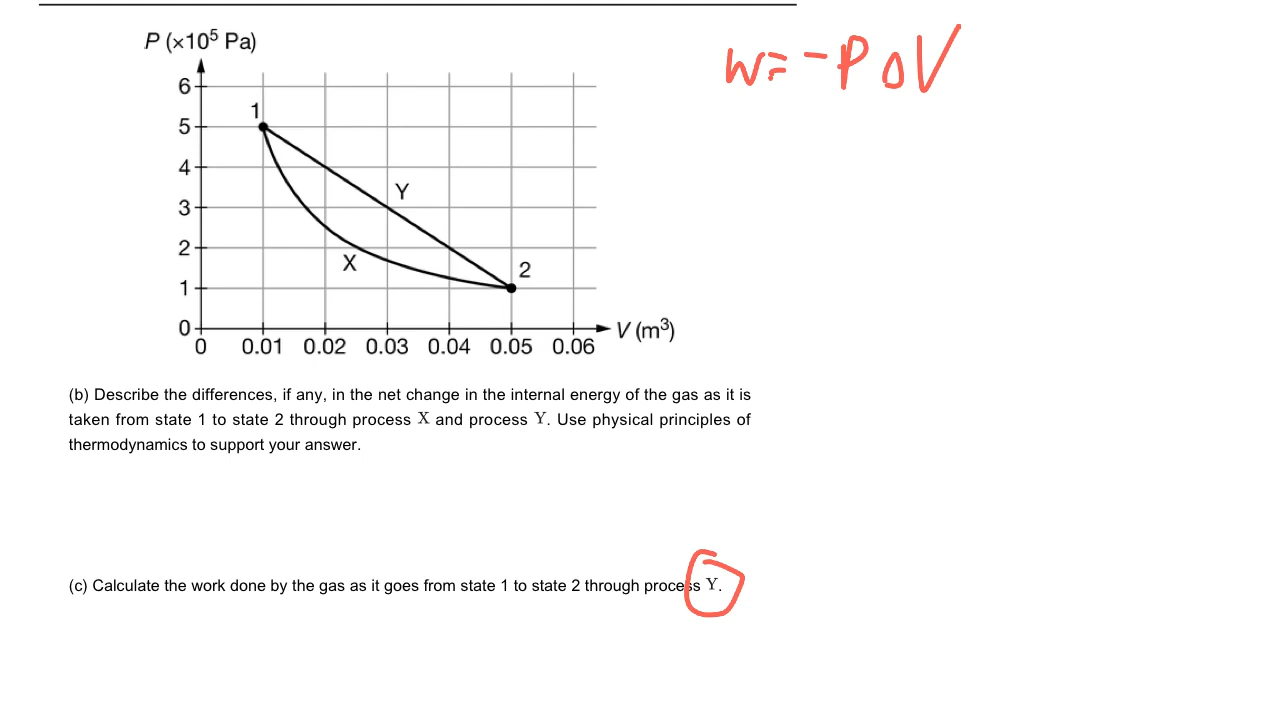 P (×10⁵ Pa)
W = -PΔV
6
1
5
4
Y
3
2
X
2
1
0
V (m³)
0 0.01 0.02 0.03 0.04 0.05 0.06
(b) Describe the differences, if any, in the net change in the internal energy of the gas as it is
taken from state 1 to state 2 through process X and process Y. Use physical principles of
thermodynamics to support your answer.
(c) Calculate the work done by the gas as it goes from state 1 to state 2 through process Y.